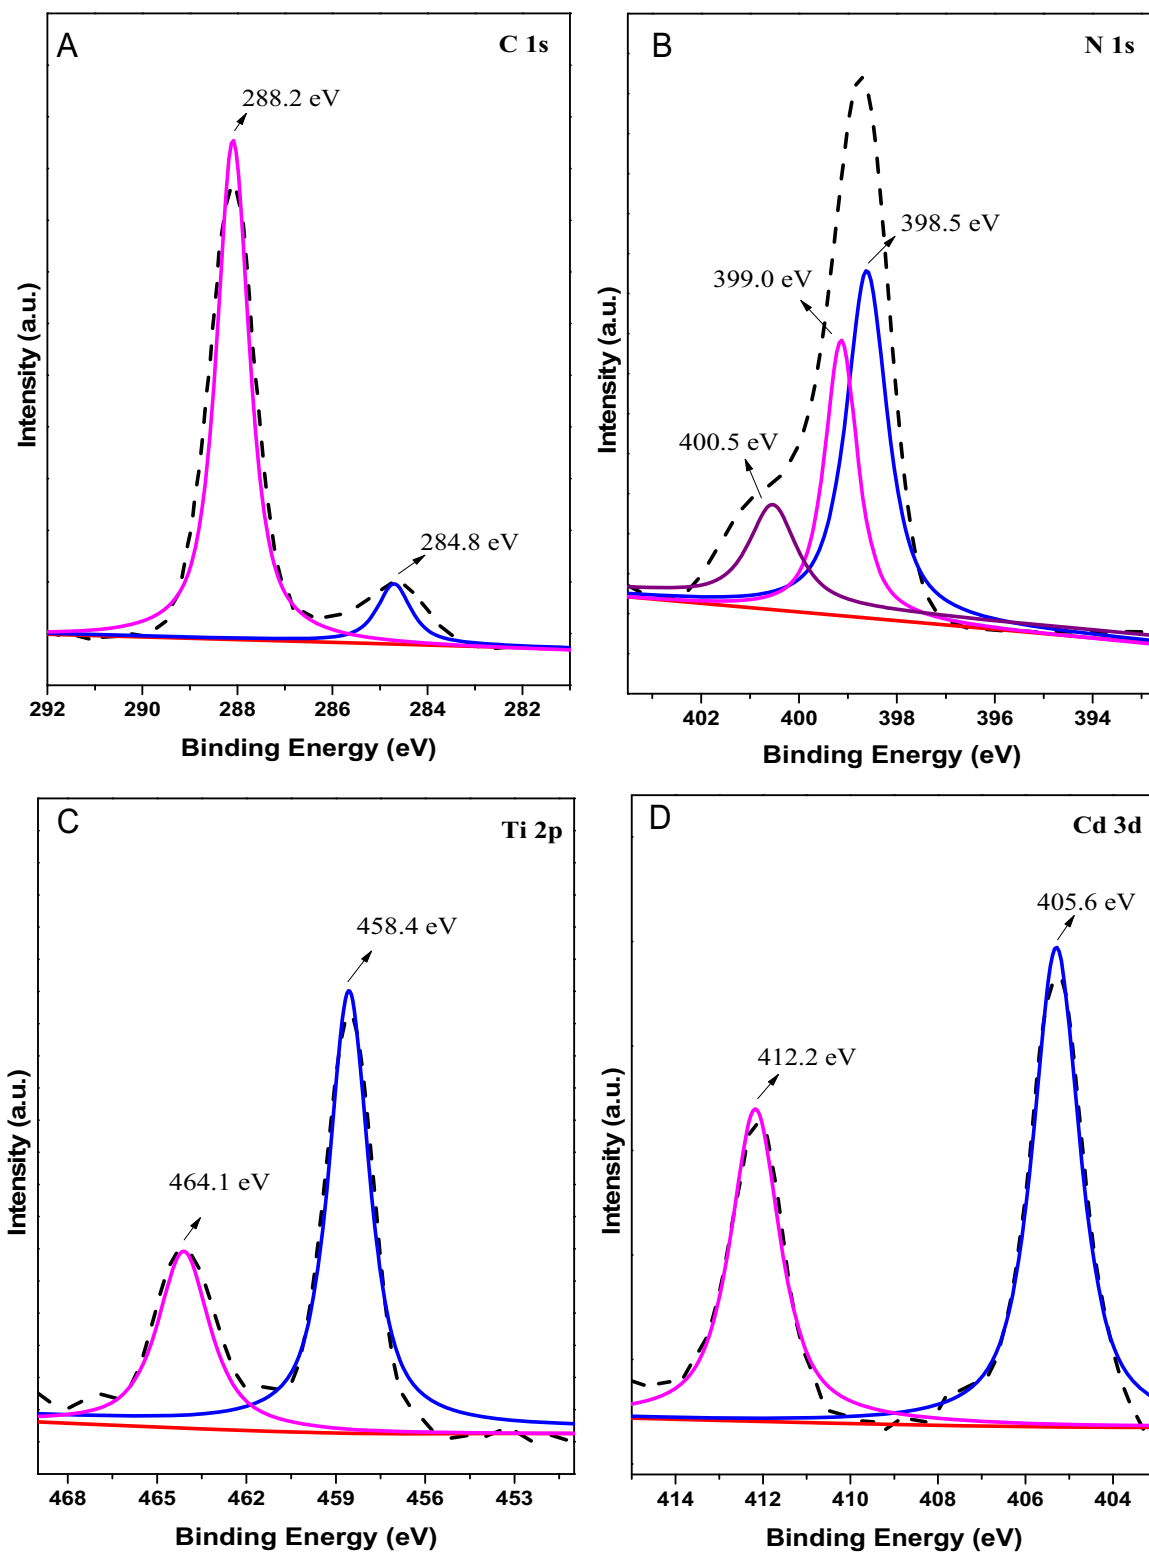 A
C 1s
288.2 eV
284.8 eV
Intensity (a.u.)
292 290 288 286 284 282
Binding Energy (eV)
B
N 1s
398.5 eV
399.0 eV
400.5 eV
Intensity (a.u.)
402 400 398 396 394
Binding Energy (eV)
C
Ti 2p
458.4 eV
464.1 eV
Intensity (a.u.)
468 465 462 459 456 453
Binding Energy (eV)
D
Cd 3d
405.6 eV
412.2 eV
Intensity (a.u.)
414 412 410 408 406 404
Binding Energy (eV)